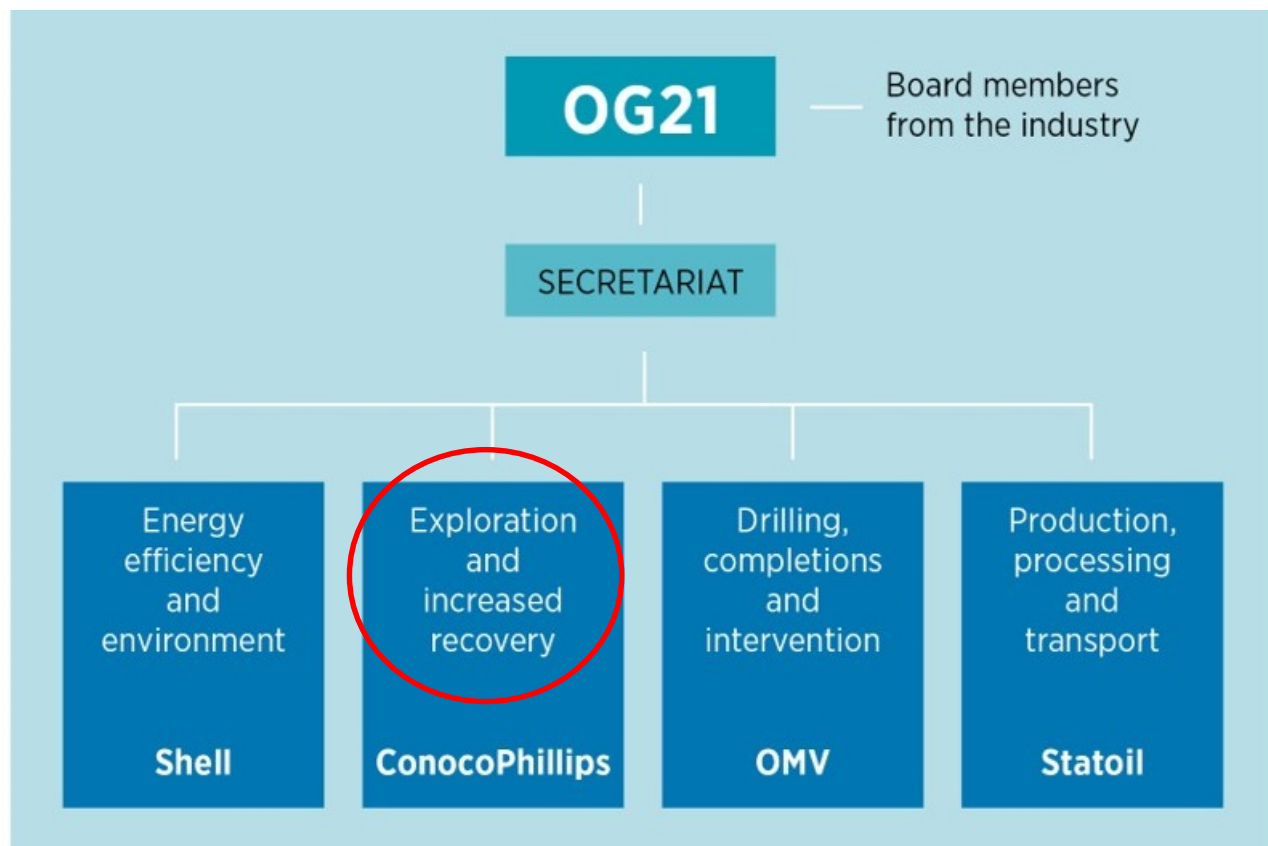 OG21
Board members
from the industry
SECRETARIAT
Energy
efficiency
and
environment
Shell
Exploration
and
increased
recovery
ConocoPhillips
Drilling,
completions
and
intervention
OMV
Production,
processing
and
transport
Statoil